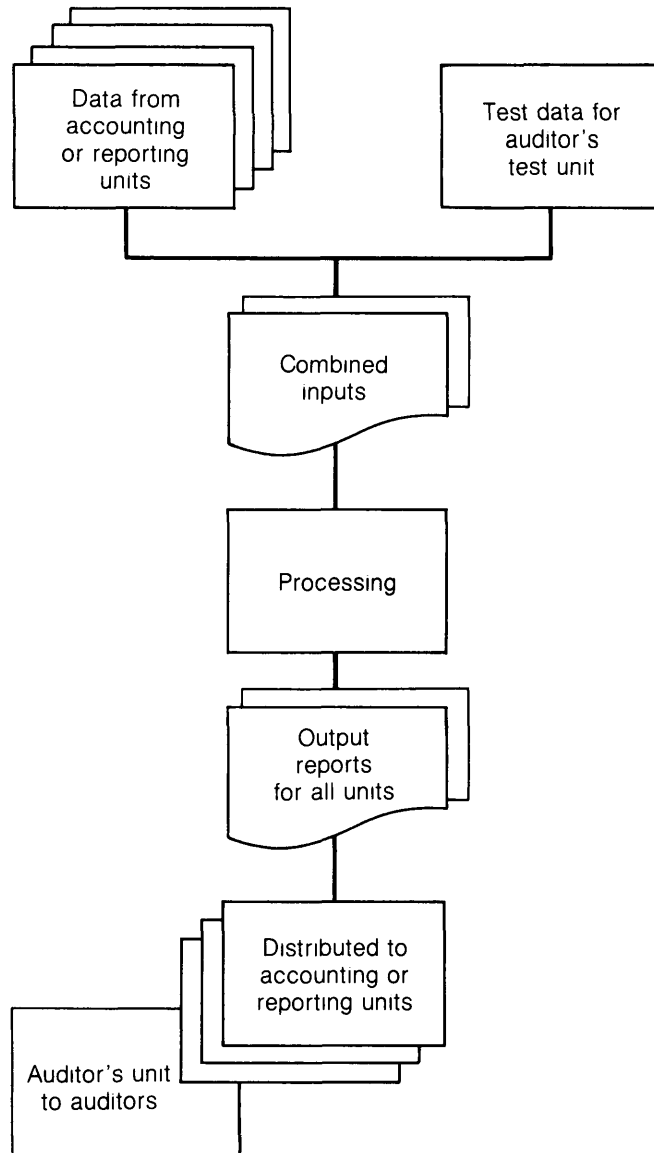 Data from
accounting
or reporting
units
Test data for
auditor's
test unit
Combined
inputs
Processing
Output
reports
for all units
Distributed to
accounting or
reporting units
Auditor's unit
to auditors